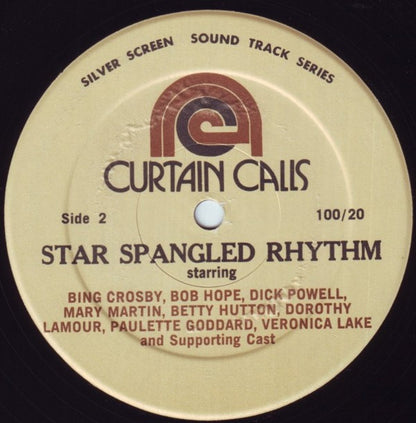 SILVER SCREEN SOUND TRACK SERIES
CURTAIN CALLS
Side 2
100/20
STAR SPANGLED RHYTHM
starring
BING CROSBY, BOB HOPE, DICK POWELL,
MARY MARTIN, BETTY HUTTON, DOROTHY
LAMOUR, PAULETTE GODDARD, VERONICA LAKE
and Supporting Cast